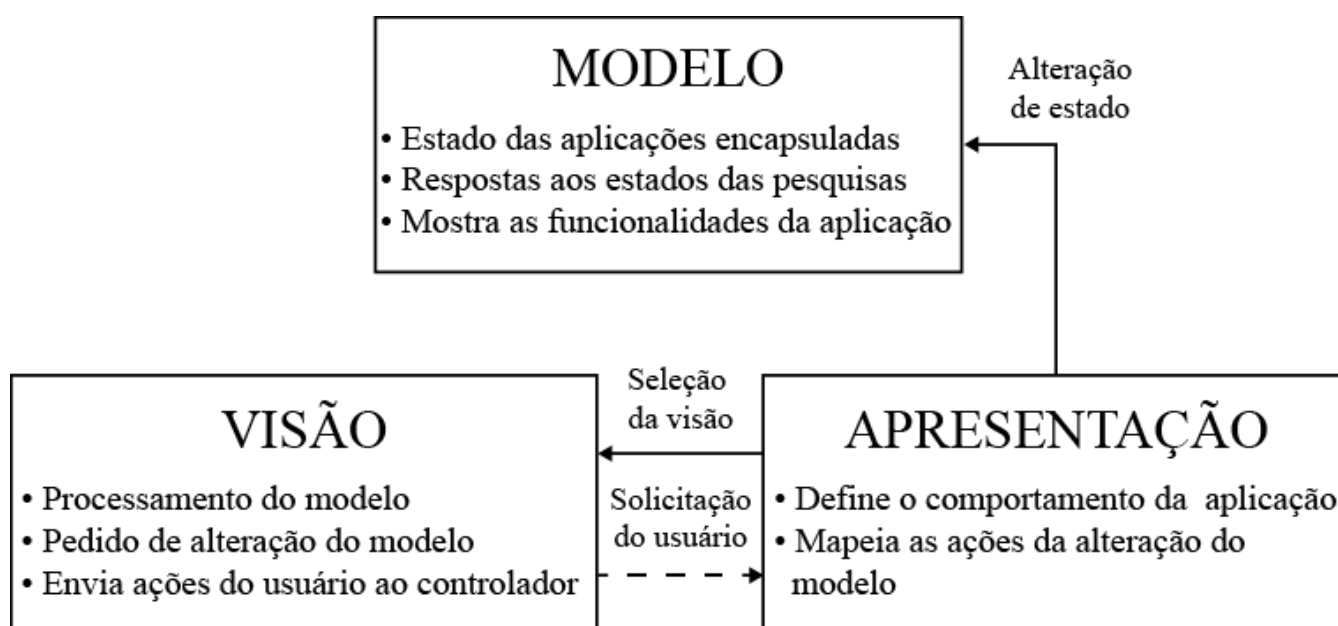 MODELO
• Estado das aplicações encapsuladas
• Respostas aos estados das pesquisas
• Mostra as funcionalidades da aplicação
Alteração
de estado
VISÃO
• Processamento do modelo
• Pedido de alteração do modelo
• Envia ações do usuário ao controlador
Seleção
da visão
Solicitação
do usuário
APRESENTAÇÃO
• Define o comportamento da aplicação
• Mapeia as ações da alteração do
modelo